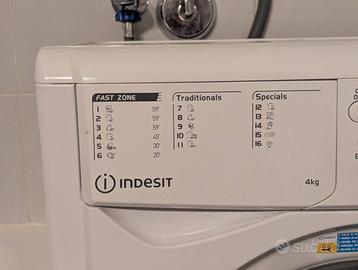 FAST ZONE
1 59'
2 59'
3 59'
4 45'
5 30'
6 20'
Traditionals
7
8
9
10
11
Specials
12
13
14
15
16
INDESIT
4kg
subito